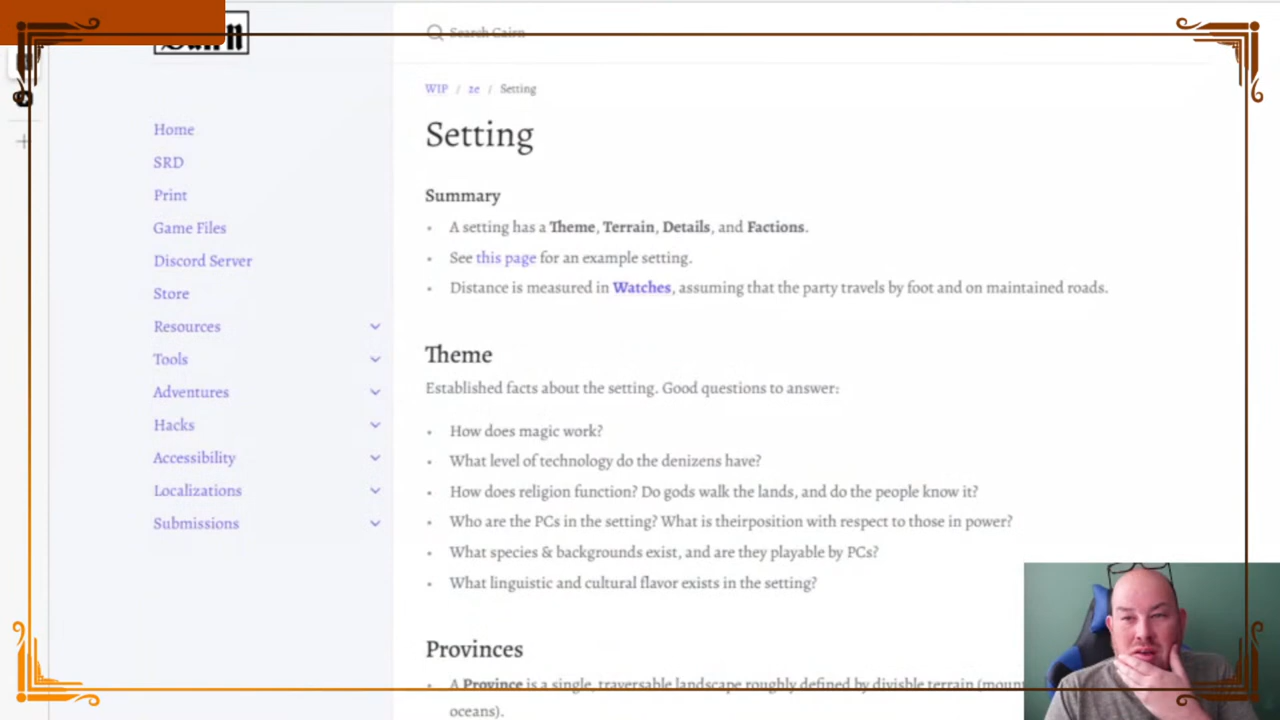 Search Cairn
WIP / ze / Setting
Home
SRD
Print
Game Files
Discord Server
Store
Resources
Tools
Adventures
Hacks
Accessibility
Localizations
Submissions
Setting
Summary
• A setting has a Theme, Terrain, Details, and Factions.
• See this page for an example setting.
• Distance is measured in Watches, assuming that the party travels by foot and on maintained roads.
Theme
Established facts about the setting. Good questions to answer:
• How does magic work?
• What level of technology do the denizens have?
• How does religion function? Do gods walk the lands, and do the people know it?
• Who are the PCs in the setting? What is theirposition with respect to those in power?
• What species & backgrounds exist, and are they playable by PCs?
• What linguistic and cultural flavor exists in the setting?
Provinces
• A Province is a single, traversable landscape roughly defined by divisble terrain
oceans).